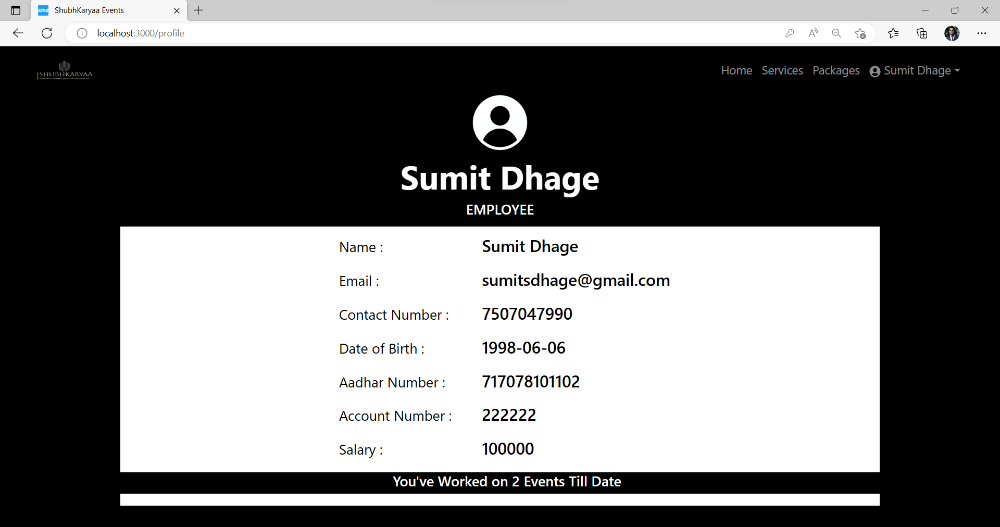 ShubhKaryaa Events
localhost:3000/profile
SHUBHKARYAA
Home Services Packages Sumit Dhage
Sumit Dhage
EMPLOYEE
Name : Sumit Dhage
Email : sumitsdhage@gmail.com
Contact Number : 7507047990
Date of Birth : 1998-06-06
Aadhar Number : 717078101102
Account Number : 222222
Salary : 100000
You've Worked on 2 Events Till Date